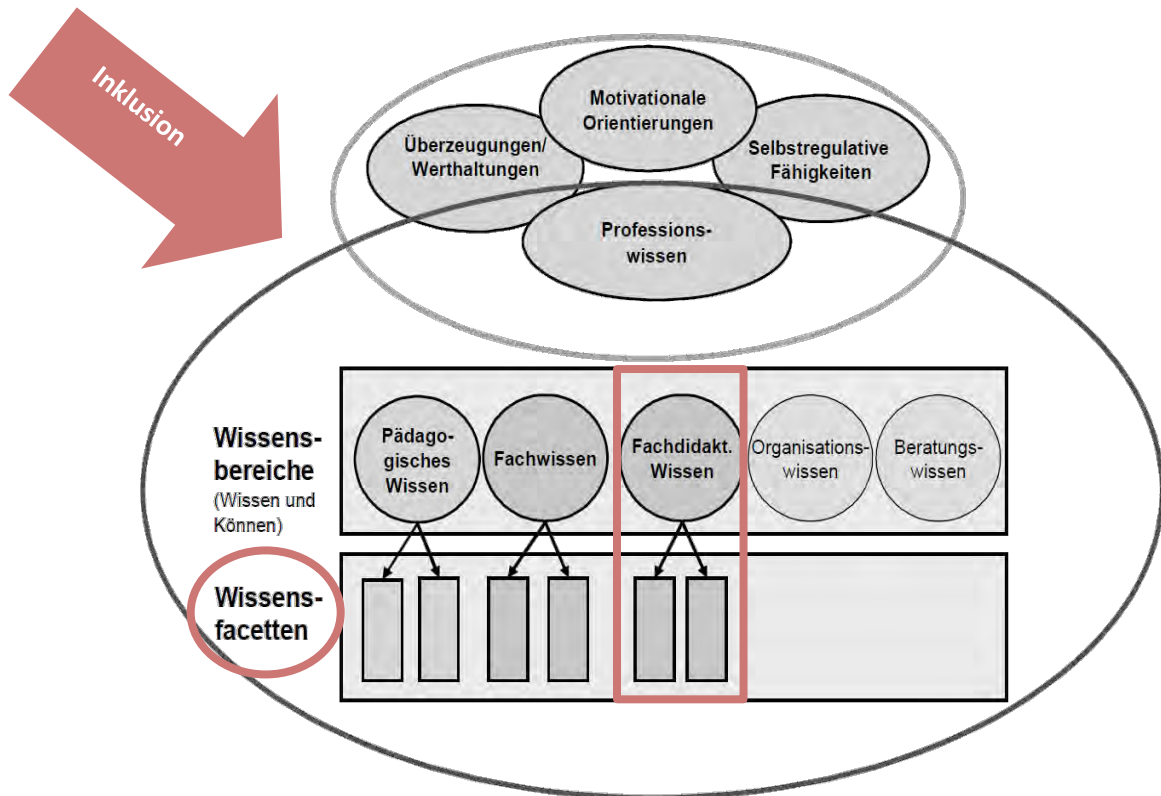 Inklusion
Motivationale
Orientierungen
Überzeugungen/
Werthaltungen
Selbstregulative
Fähigkeiten
Professions-
wissen
Wissens-
bereiche
(Wissen und
Können)
Pädago-
gisches
Wissen
Fachwissen
Fachdidakt.
Wissen
Organisations-
wissen
Beratungs-
wissen
Wissens-
facetten